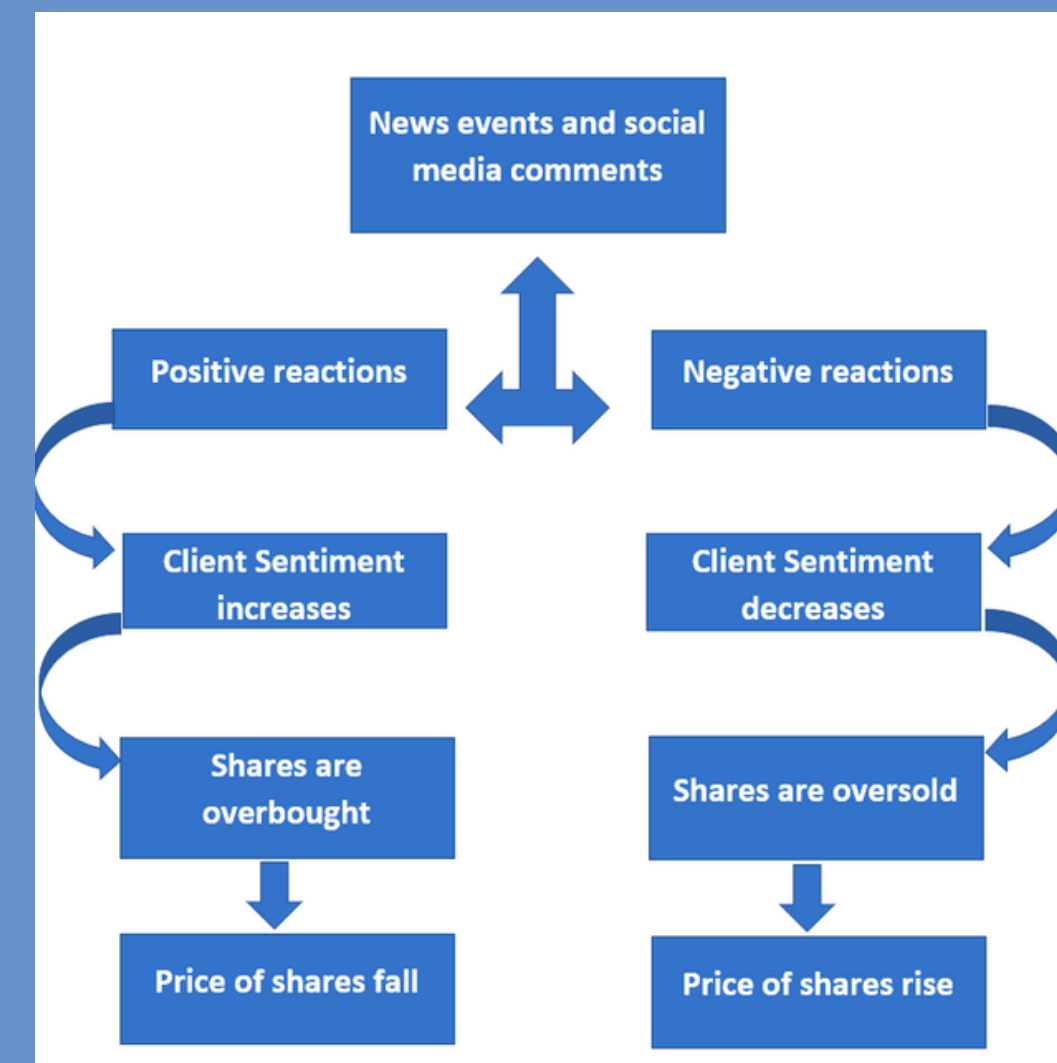 News events and social
media comments
Positive reactions
Negative reactions
Client Sentiment
increases
Client Sentiment
decreases
Shares are
overbought
Shares are oversold
Price of shares fall
Price of shares rise